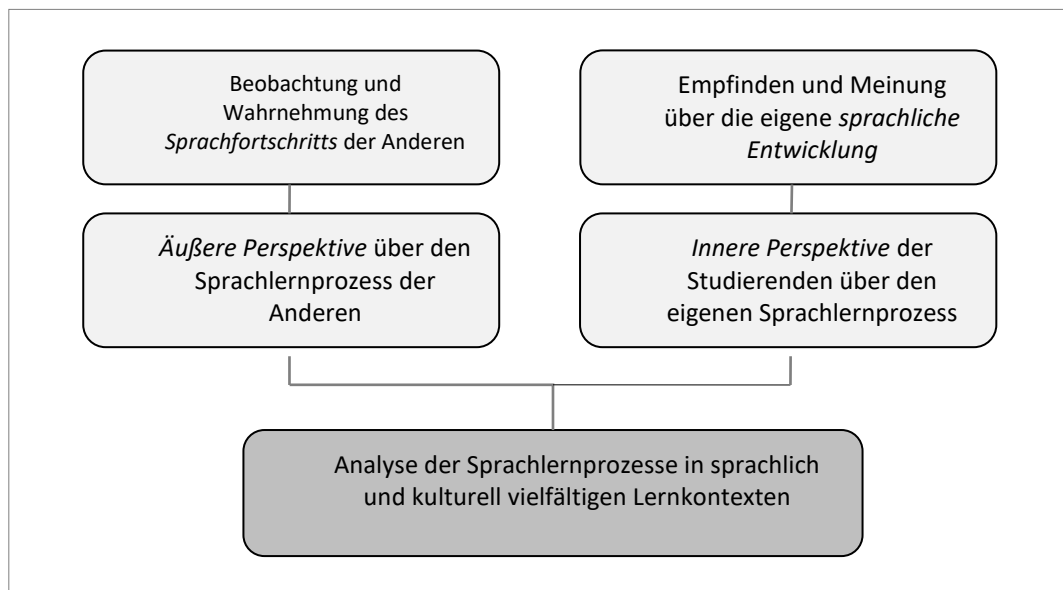 Beobachtung und
Wahrnehmung des
Sprachfortschritts der Anderen
Empfinden und Meinung
über die eigene sprachliche
Entwicklung
Äußere Perspektive über den
Sprachlernprozess der
Anderen
Innere Perspektive der
Studierenden über den
eigenen Sprachlernprozess
Analyse der Sprachlernprozesse in sprachlich
und kulturell vielfältigen Lernkontexten